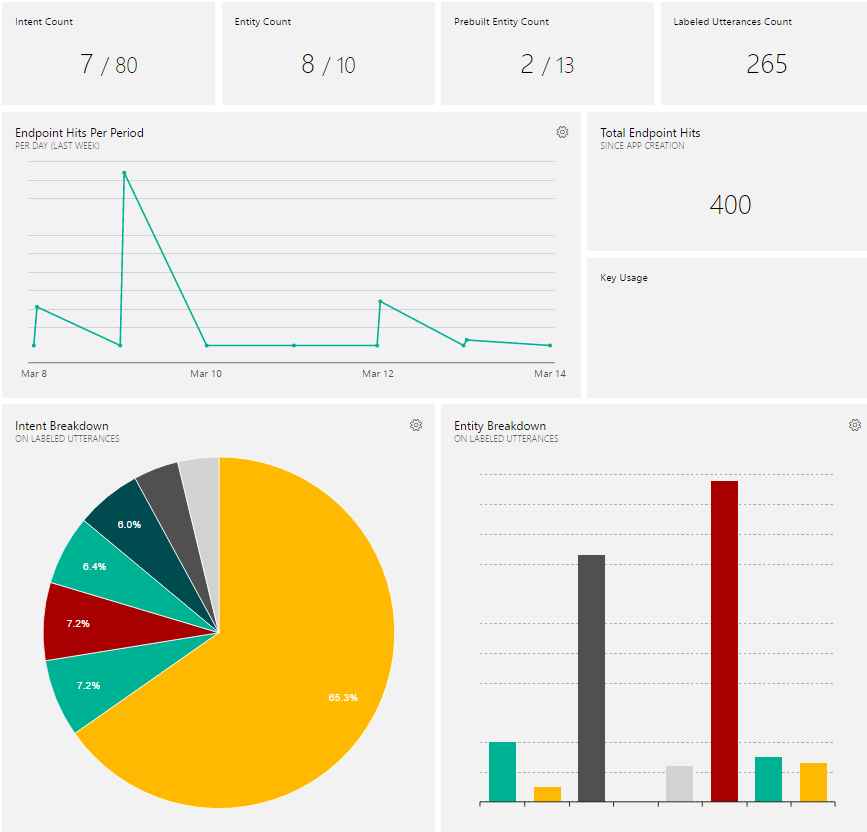 Intent Count
7 / 80
Entity Count
8 / 10
Prebuilt Entity Count
2 / 13
Labeled Utterances Count
265
Endpoint Hits Per Period
PER DAY (LAST WEEK)
Mar 8
Mar 10
Mar 12
Mar 14
Total Endpoint Hits
SINCE APP CREATION
400
Key Usage
Intent Breakdown
ON LABELED UTTERANCES
6.0%
6.4%
7.2%
7.2%
65.3%
Entity Breakdown
ON LABELED UTTERANCES